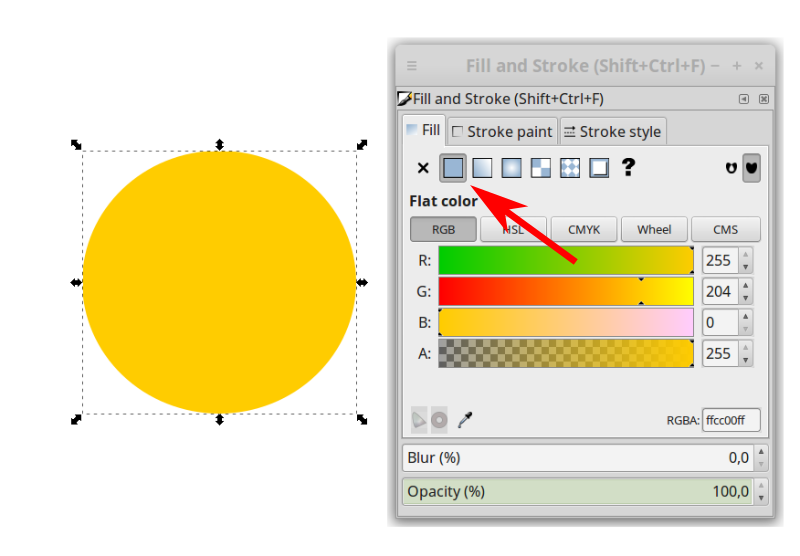 Fill and Stroke (Shift+Ctrl+F)
Fill and Stroke (Shift+Ctrl+F)
Fill
Stroke paint
Stroke style
?
Flat color
RGB
HSL
CMYK
Wheel
CMS
R: 255
G: 204
B: 0
A: 255
RGBA: ffcc00ff
Blur (%) 0,0
Opacity (%) 100,0